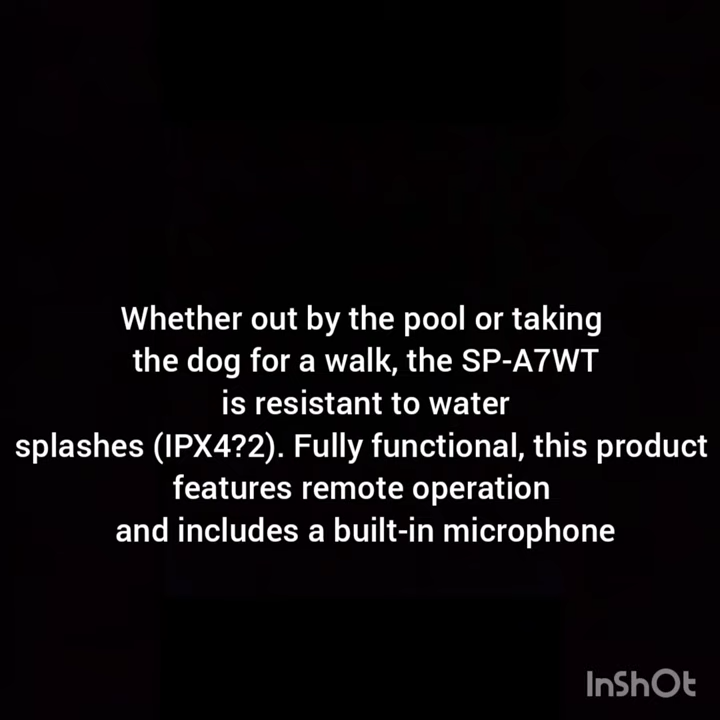 Whether out by the pool or taking
the dog for a walk, the SP-A7WT
is resistant to water
splashes (IPX4?2). Fully functional, this product
features remote operation
and includes a built-in microphone
InShOt